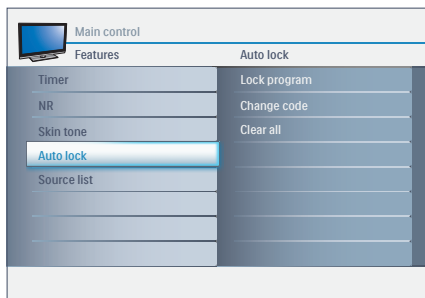 Main control
Features Auto lock
Timer Lock program
NR Change code
Skin tone Clear all
Auto lock
Source list